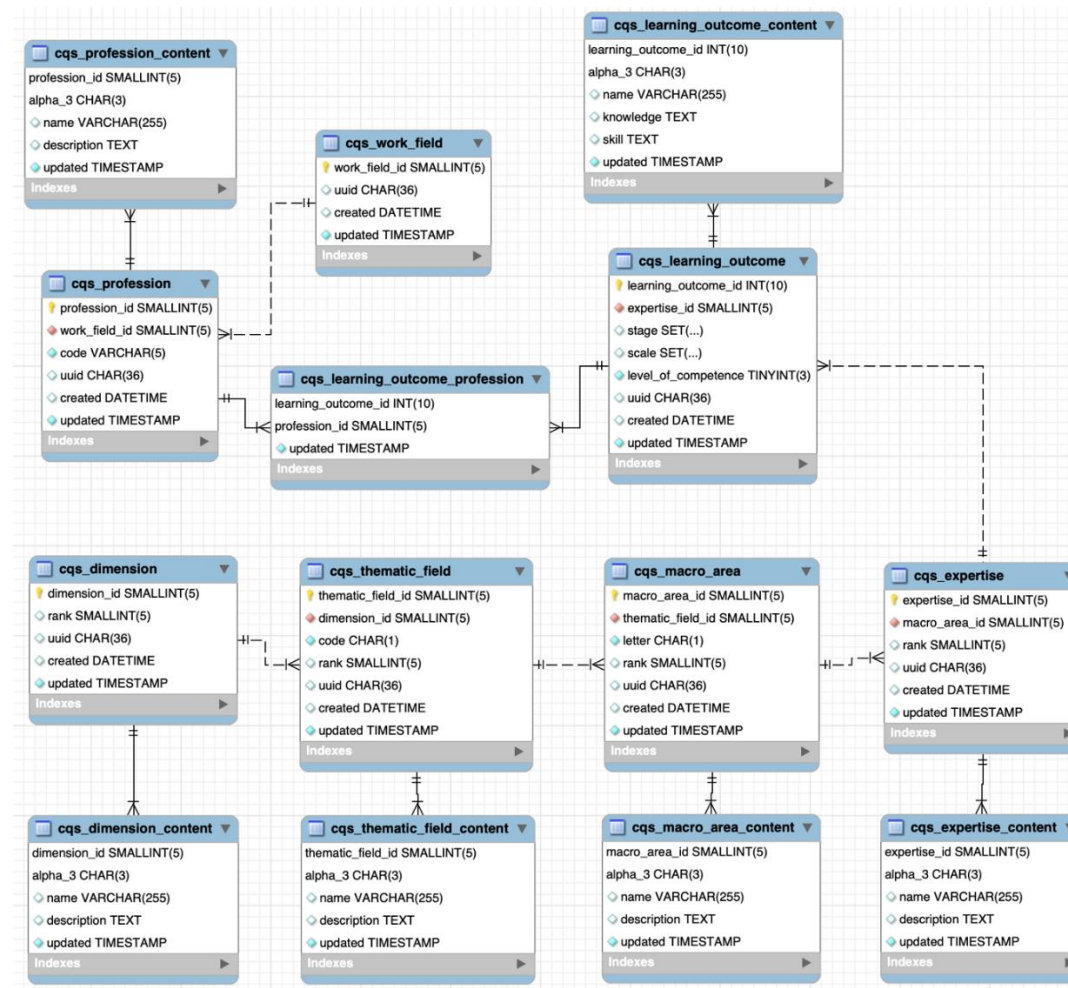 cqs_profession_content
profession_id SMALLINT(5)
alpha_3 CHAR(3)
name VARCHAR(255)
description TEXT
updated TIMESTAMP
Indexes
cqs_work_field
work_field_id SMALLINT(5)
uuid CHAR(36)
created DATETIME
updated TIMESTAMP
Indexes
cqs_learning_outcome_content
learning_outcome_id INT(10)
alpha_3 CHAR(3)
name VARCHAR(255)
knowledge TEXT
skill TEXT
updated TIMESTAMP
Indexes
cqs_profession
profession_id SMALLINT(5)
work_field_id SMALLINT(5)
code VARCHAR(5)
uuid CHAR(36)
created DATETIME
updated TIMESTAMP
Indexes
cqs_learning_outcome_profession
learning_outcome_id INT(10)
profession_id SMALLINT(5)
updated TIMESTAMP
Indexes
cqs_learning_outcome
learning_outcome_id INT(10)
expertise_id SMALLINT(5)
stage SET(...)
scale SET(...)
level_of_competence TINYINT(3)
uuid CHAR(36)
created DATETIME
updated TIMESTAMP
Indexes
cqs_dimension
dimension_id SMALLINT(5)
rank SMALLINT(5)
uuid CHAR(36)
created DATETIME
updated TIMESTAMP
Indexes
cqs_thematic_field
thematic_field_id SMALLINT(5)
dimension_id SMALLINT(5)
code CHAR(1)
rank SMALLINT(5)
uuid CHAR(36)
created DATETIME
updated TIMESTAMP
Indexes
cqs_macro_area
macro_area_id SMALLINT(5)
thematic_field_id SMALLINT(5)
letter CHAR(1)
rank SMALLINT(5)
uuid CHAR(36)
created DATETIME
updated TIMESTAMP
Indexes
cqs_expertise
expertise_id SMALLINT(5)
macro_area_id SMALLINT(5)
rank SMALLINT(5)
uuid CHAR(36)
created DATETIME
updated TIMESTAMP
Indexes
cqs_dimension_content
dimension_id SMALLINT(5)
alpha_3 CHAR(3)
name VARCHAR(255)
description TEXT
updated TIMESTAMP
Indexes
cqs_thematic_field_content
thematic_field_id SMALLINT(5)
alpha_3 CHAR(3)
name VARCHAR(255)
description TEXT
updated TIMESTAMP
Indexes
cqs_macro_area_content
macro_area_id SMALLINT(5)
alpha_3 CHAR(3)
name VARCHAR(255)
description TEXT
updated TIMESTAMP
Indexes
cqs_expertise_content
expertise_id SMALLINT(5)
alpha_3 CHAR(3)
name VARCHAR(255)
description TEXT
updated TIMESTAMP
Indexes